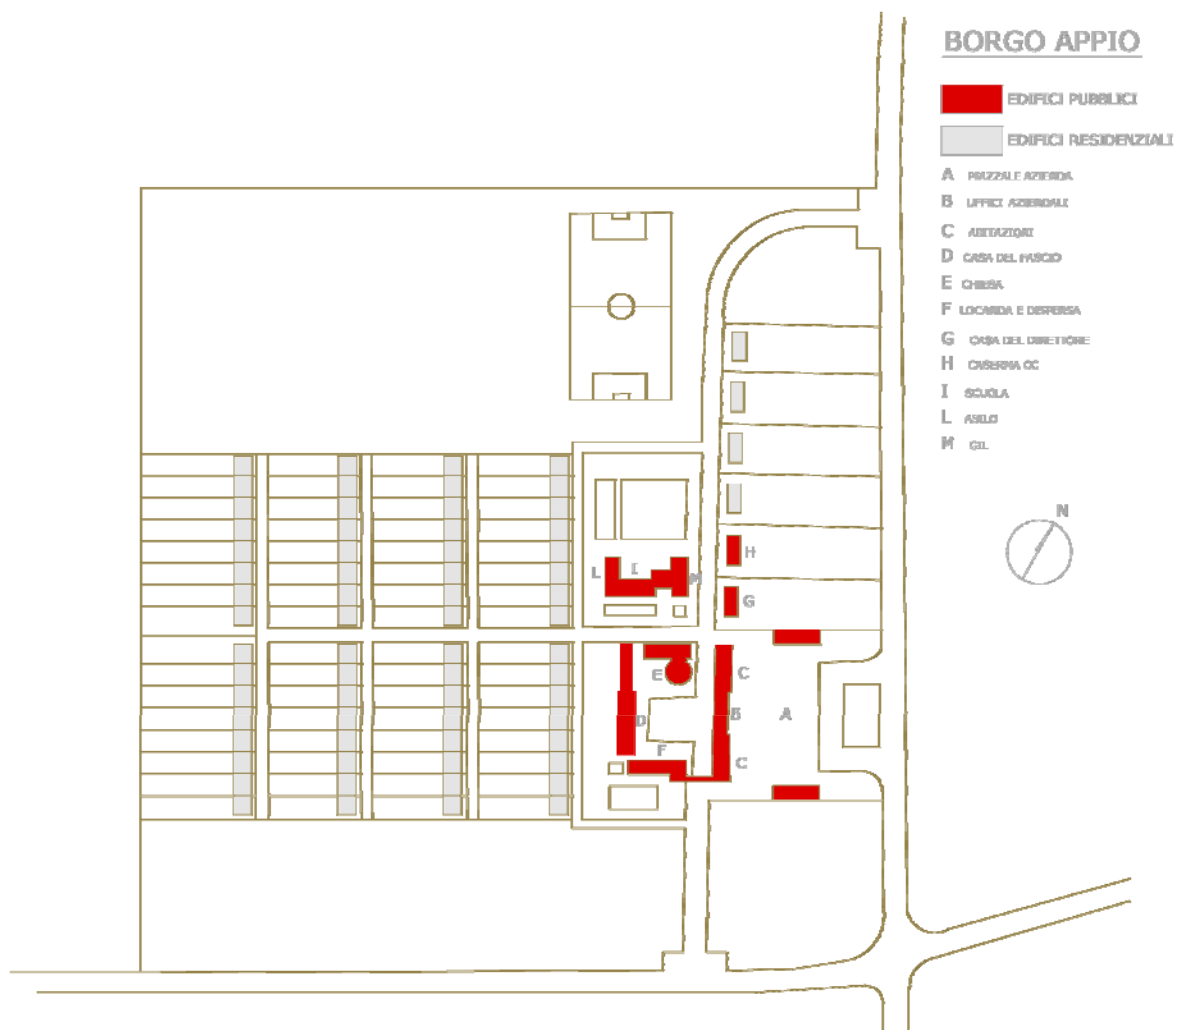 BORGO APPIO
EDIFICI PUBBLICI
EDIFICI RESIDENZIALI
A PIAZZALE AZIENDA
B UFFICI AZIENDALI
C ABITAZIONI
D CASA DEL FASCIO
E CHIESA
F LOCANDA E DISPENSA
G CASA DEL DIRETTORE
H CASERMA CC
I SCUOLA
L ASILO
M GIL
N
H
L I M
G
E C
D B A
F C